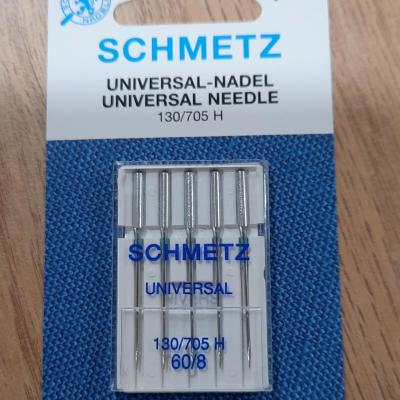 SCHMETZ
UNIVERSAL-NADEL
UNIVERSAL NEEDLE
130/705 H
SCHMETZ
UNIVERSAL
130/705 H
60/8